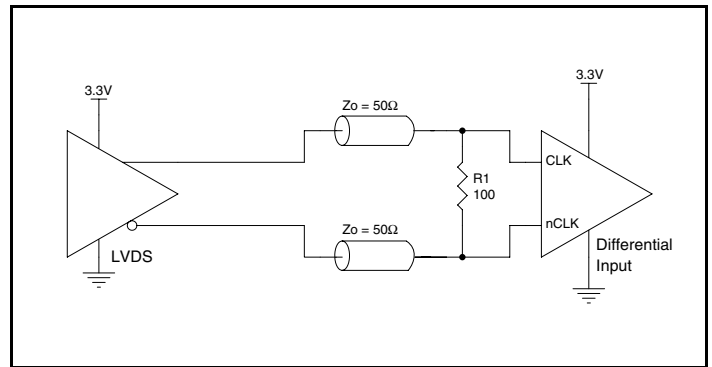 3.3V
Zo = 50Ω
3.3V
CLK
R1
100
Zo = 50Ω
nCLK
LVDS
Differential
Input